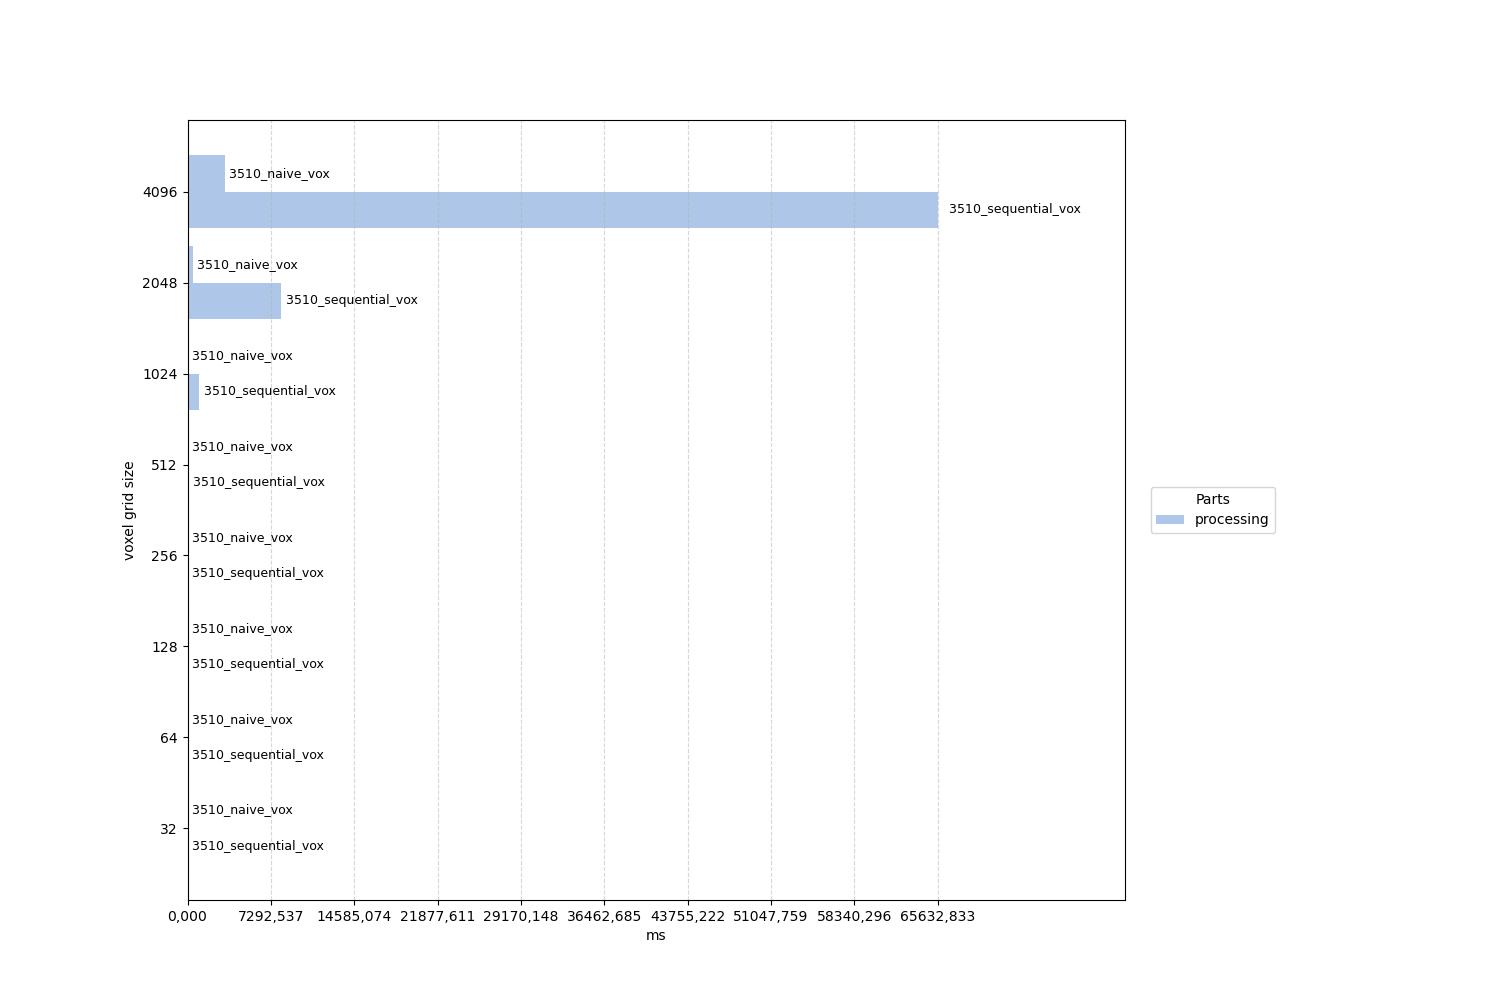 4096
3510_naive_vox
3510_sequential_vox
2048
3510_naive_vox
3510_sequential_vox
1024
3510_naive_vox
3510_sequential_vox
512
3510_naive_vox
3510_sequential_vox
256
3510_naive_vox
3510_sequential_vox
128
3510_naive_vox
3510_sequential_vox
64
3510_naive_vox
3510_sequential_vox
32
3510_naive_vox
3510_sequential_vox
voxel grid size
0,000 7292,537 14585,074 21877,611 29170,148 36462,685 43755,222 51047,759 58340,296 65632,833
ms
Parts
processing